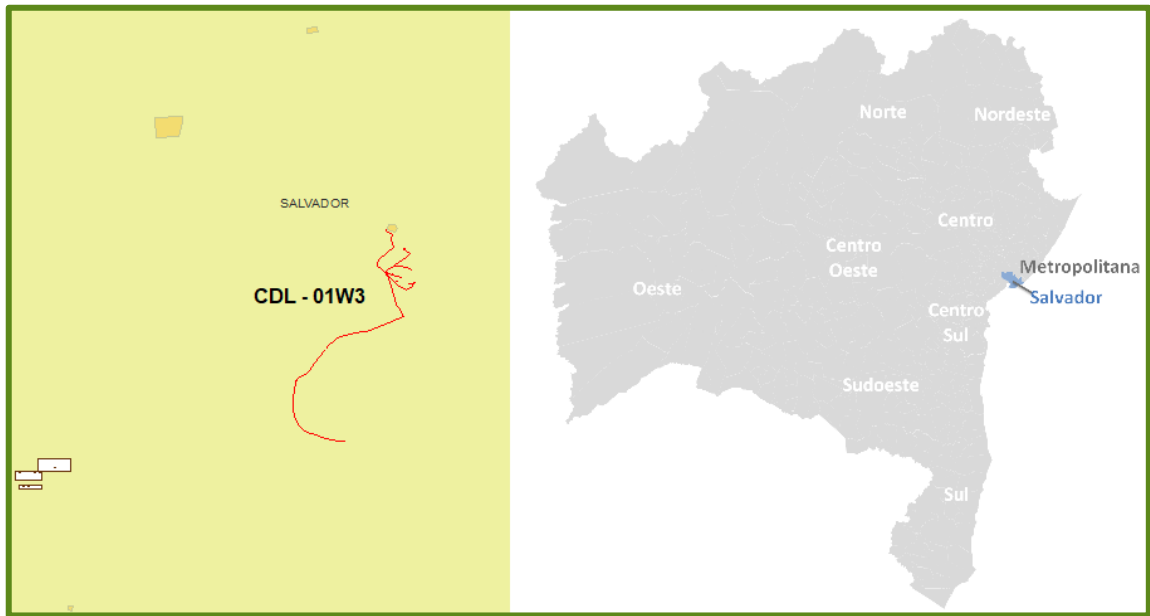 SALVADOR
CDL - 01W3
Norte
Nordeste
Centro
Centro
Oeste
Metropolitana
Oeste
Salvador
Centro
Sul
Sudoeste
Sul